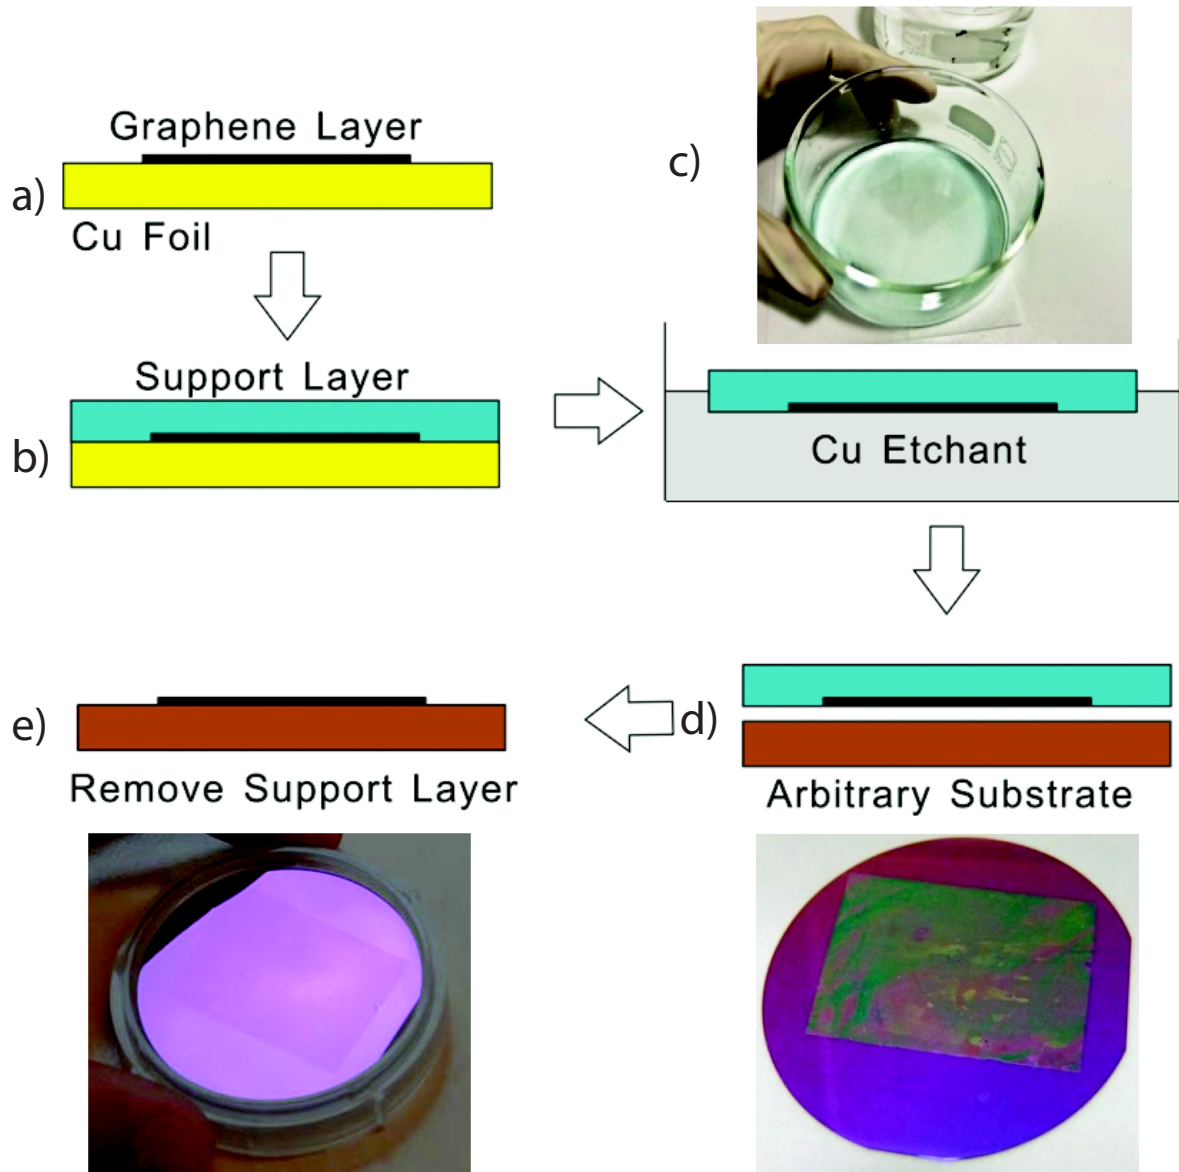 Graphene Layer
a)
Cu Foil
c)
Support Layer
b)
Cu Etchant
e)
Remove Support Layer
d)
Arbitrary Substrate